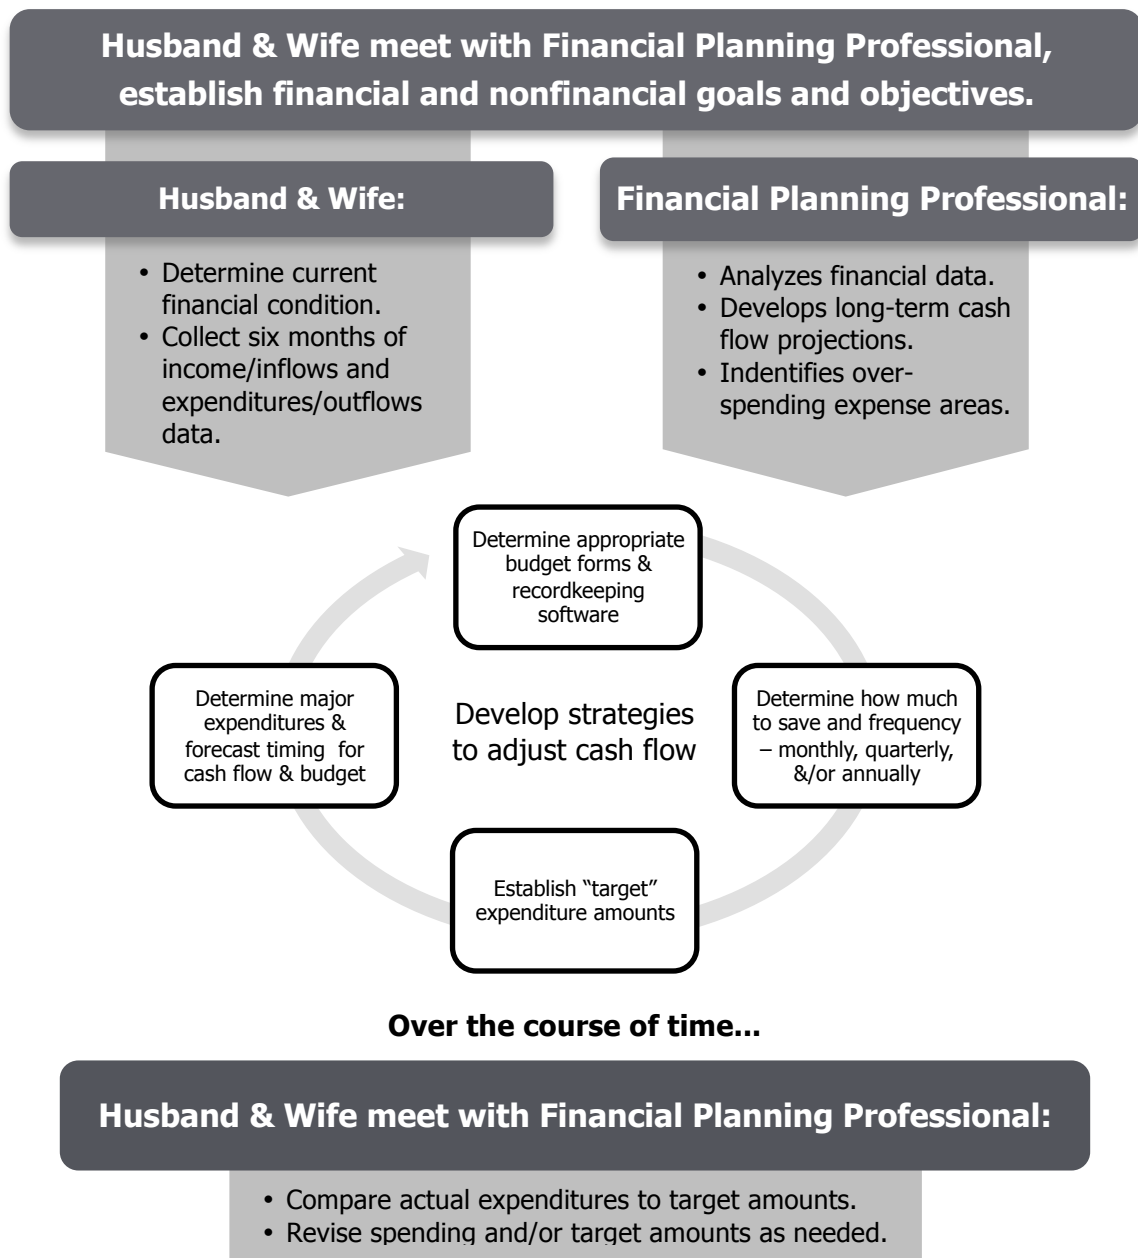 Husband & Wife meet with Financial Planning Professional,
establish financial and nonfinancial goals and objectives.
Husband & Wife:
• Determine current
financial condition.
• Collect six months of
income/inflows and
expenditures/outflows
data.
Financial Planning Professional:
• Analyzes financial data.
• Develops long-term cash
flow projections.
• Indentifies over-
spending expense areas.
Determine appropriate
budget forms &
recordkeeping
software
Determine how much
to save and frequency
– monthly, quarterly,
&/or annually
Establish “target”
expenditure amounts
Determine major
expenditures &
forecast timing for
cash flow & budget
Develop strategies
to adjust cash flow
Over the course of time...
Husband & Wife meet with Financial Planning Professional:
• Compare actual expenditures to target amounts.
• Revise spending and/or target amounts as needed.